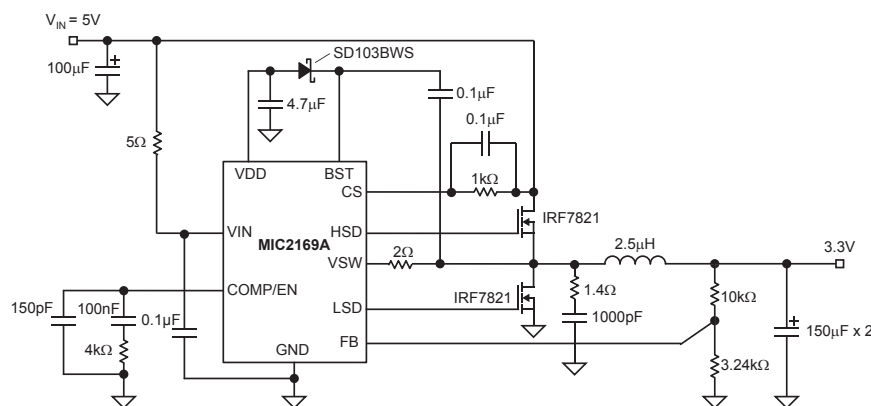 V_IN = 5V
SD103BWS
100μF
4.7μF
0.1μF
0.1μF
5Ω
VDD
BST
CS
1kΩ
IRF7821
VIN
MIC2169A
HSD
2.5μH
3.3V
VSW
2Ω
COMP/EN
IRF7821
1.4Ω
10kΩ
150pF
100nF
0.1μF
LSD
1000pF
150μF x 2
4kΩ
GND
FB
3.24kΩ